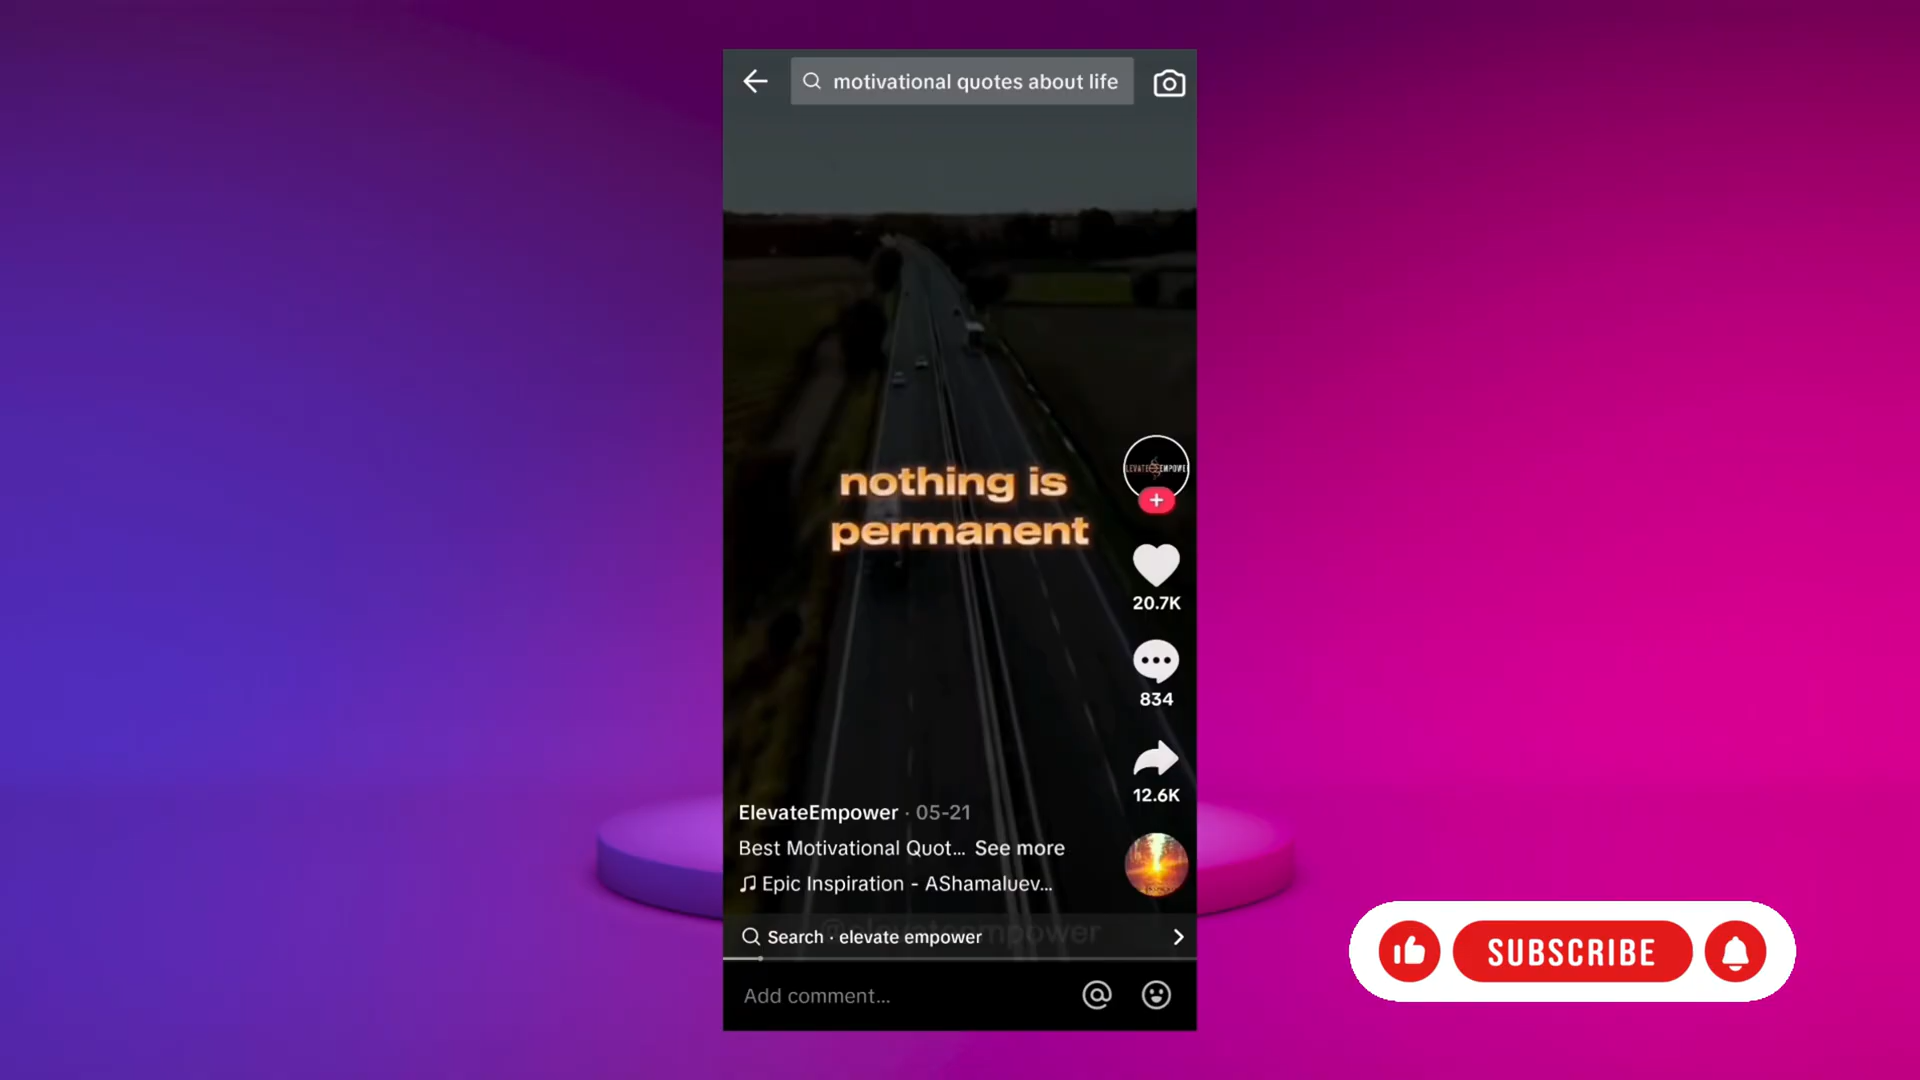 motivational quotes about life
nothing is
permanent
20.7K
834
12.6K
ElevateEmpower · 05-21
Best Motivational Quot... See more
Epic Inspiration - AShamaluev...
Search · elevate empower
Add comment...
SUBSCRIBE